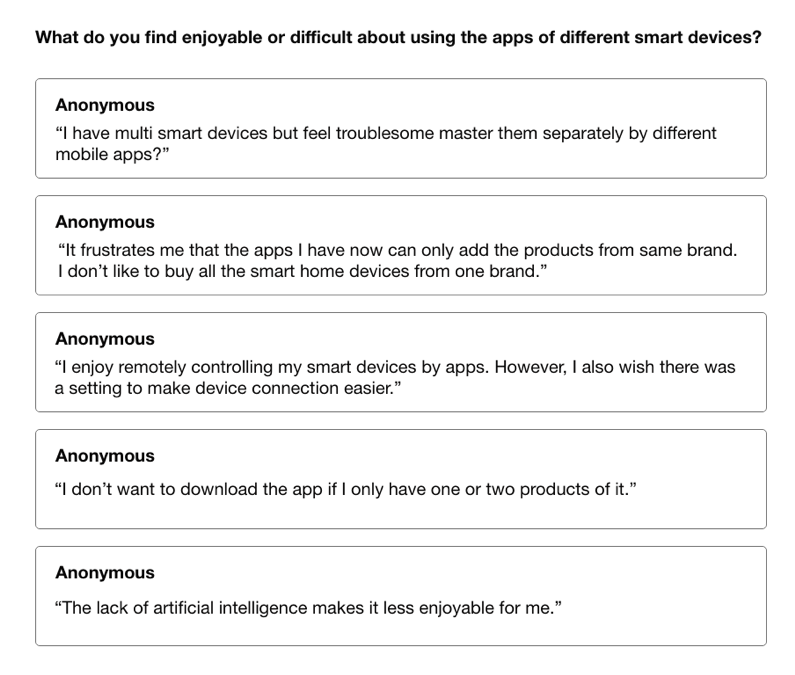 What do you find enjoyable or difficult about using the apps of different smart devices?
Anonymous
“I have multi smart devices but feel troublesome master them separately by different
mobile apps?”
Anonymous
“It frustrates me that the apps I have now can only add the products from same brand.
I don’t like to buy all the smart home devices from one brand.”
Anonymous
“I enjoy remotely controlling my smart devices by apps. However, I also wish there was
a setting to make device connection easier.”
Anonymous
“I don’t want to download the app if I only have one or two products of it.”
Anonymous
“The lack of artificial intelligence makes it less enjoyable for me.”